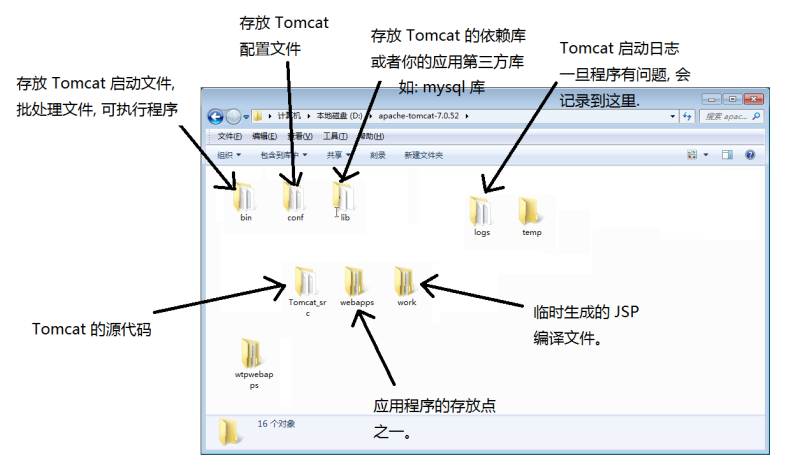 存放 Tomcat
配置文件
存放 Tomcat 的依赖库
或者你的应用第三方库
如: mysql 库
Tomcat 启动日志
一旦程序有问题, 会
记录到这里.
存放 Tomcat 启动文件,
批处理文件, 可执行程序
计算机 本地磁盘 (D:) apache-tomcat-7.0.52
搜索 apac...
文件(F) 编辑(E) 查看(V) 工具(T) 帮助(H)
组织 包含到库中 共享 刻录 新建文件夹
bin conf lib logs temp
Tomcat_sr
c
webapps work
Tomcat 的源代码
临时生成的 JSP
编译文件。
wtpwebap
ps
应用程序的存放点
之一。
16 个对象